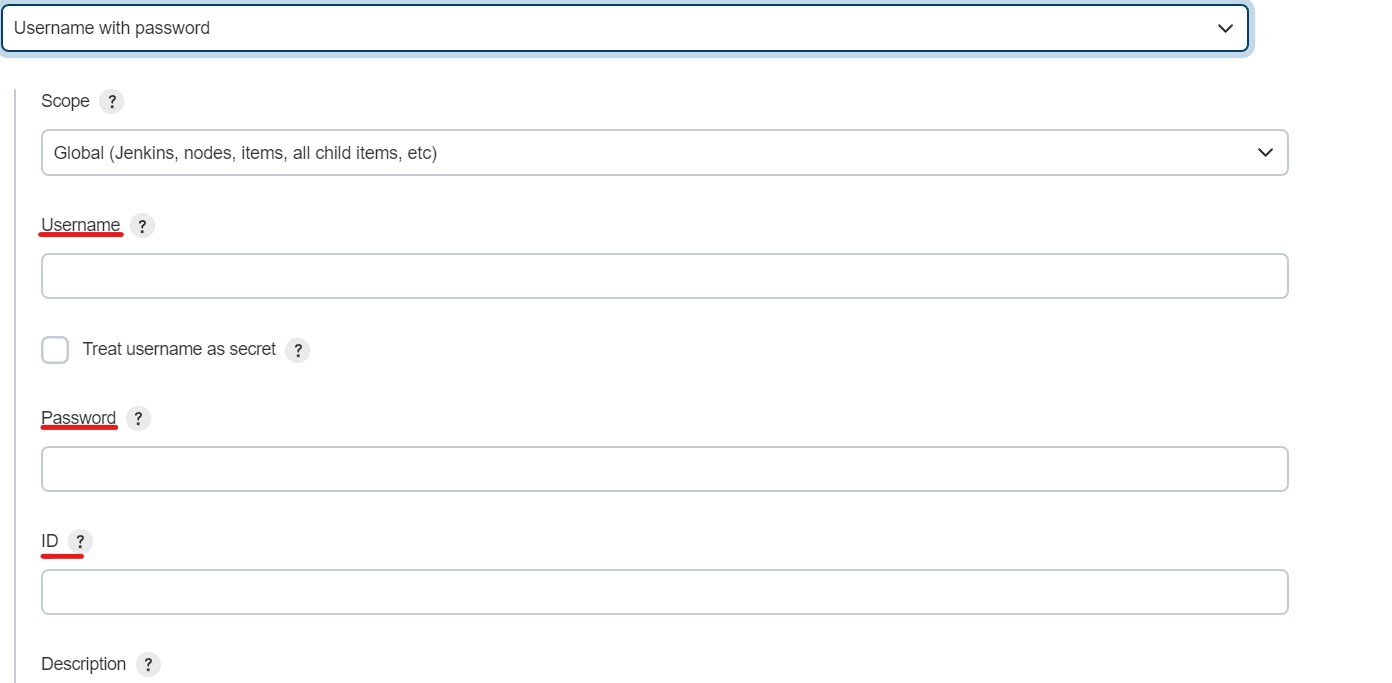 Username with password
Scope ?
Global (Jenkins, nodes, items, all child items, etc)
Username ?
Treat username as secret ?
Password ?
ID ?
Description ?